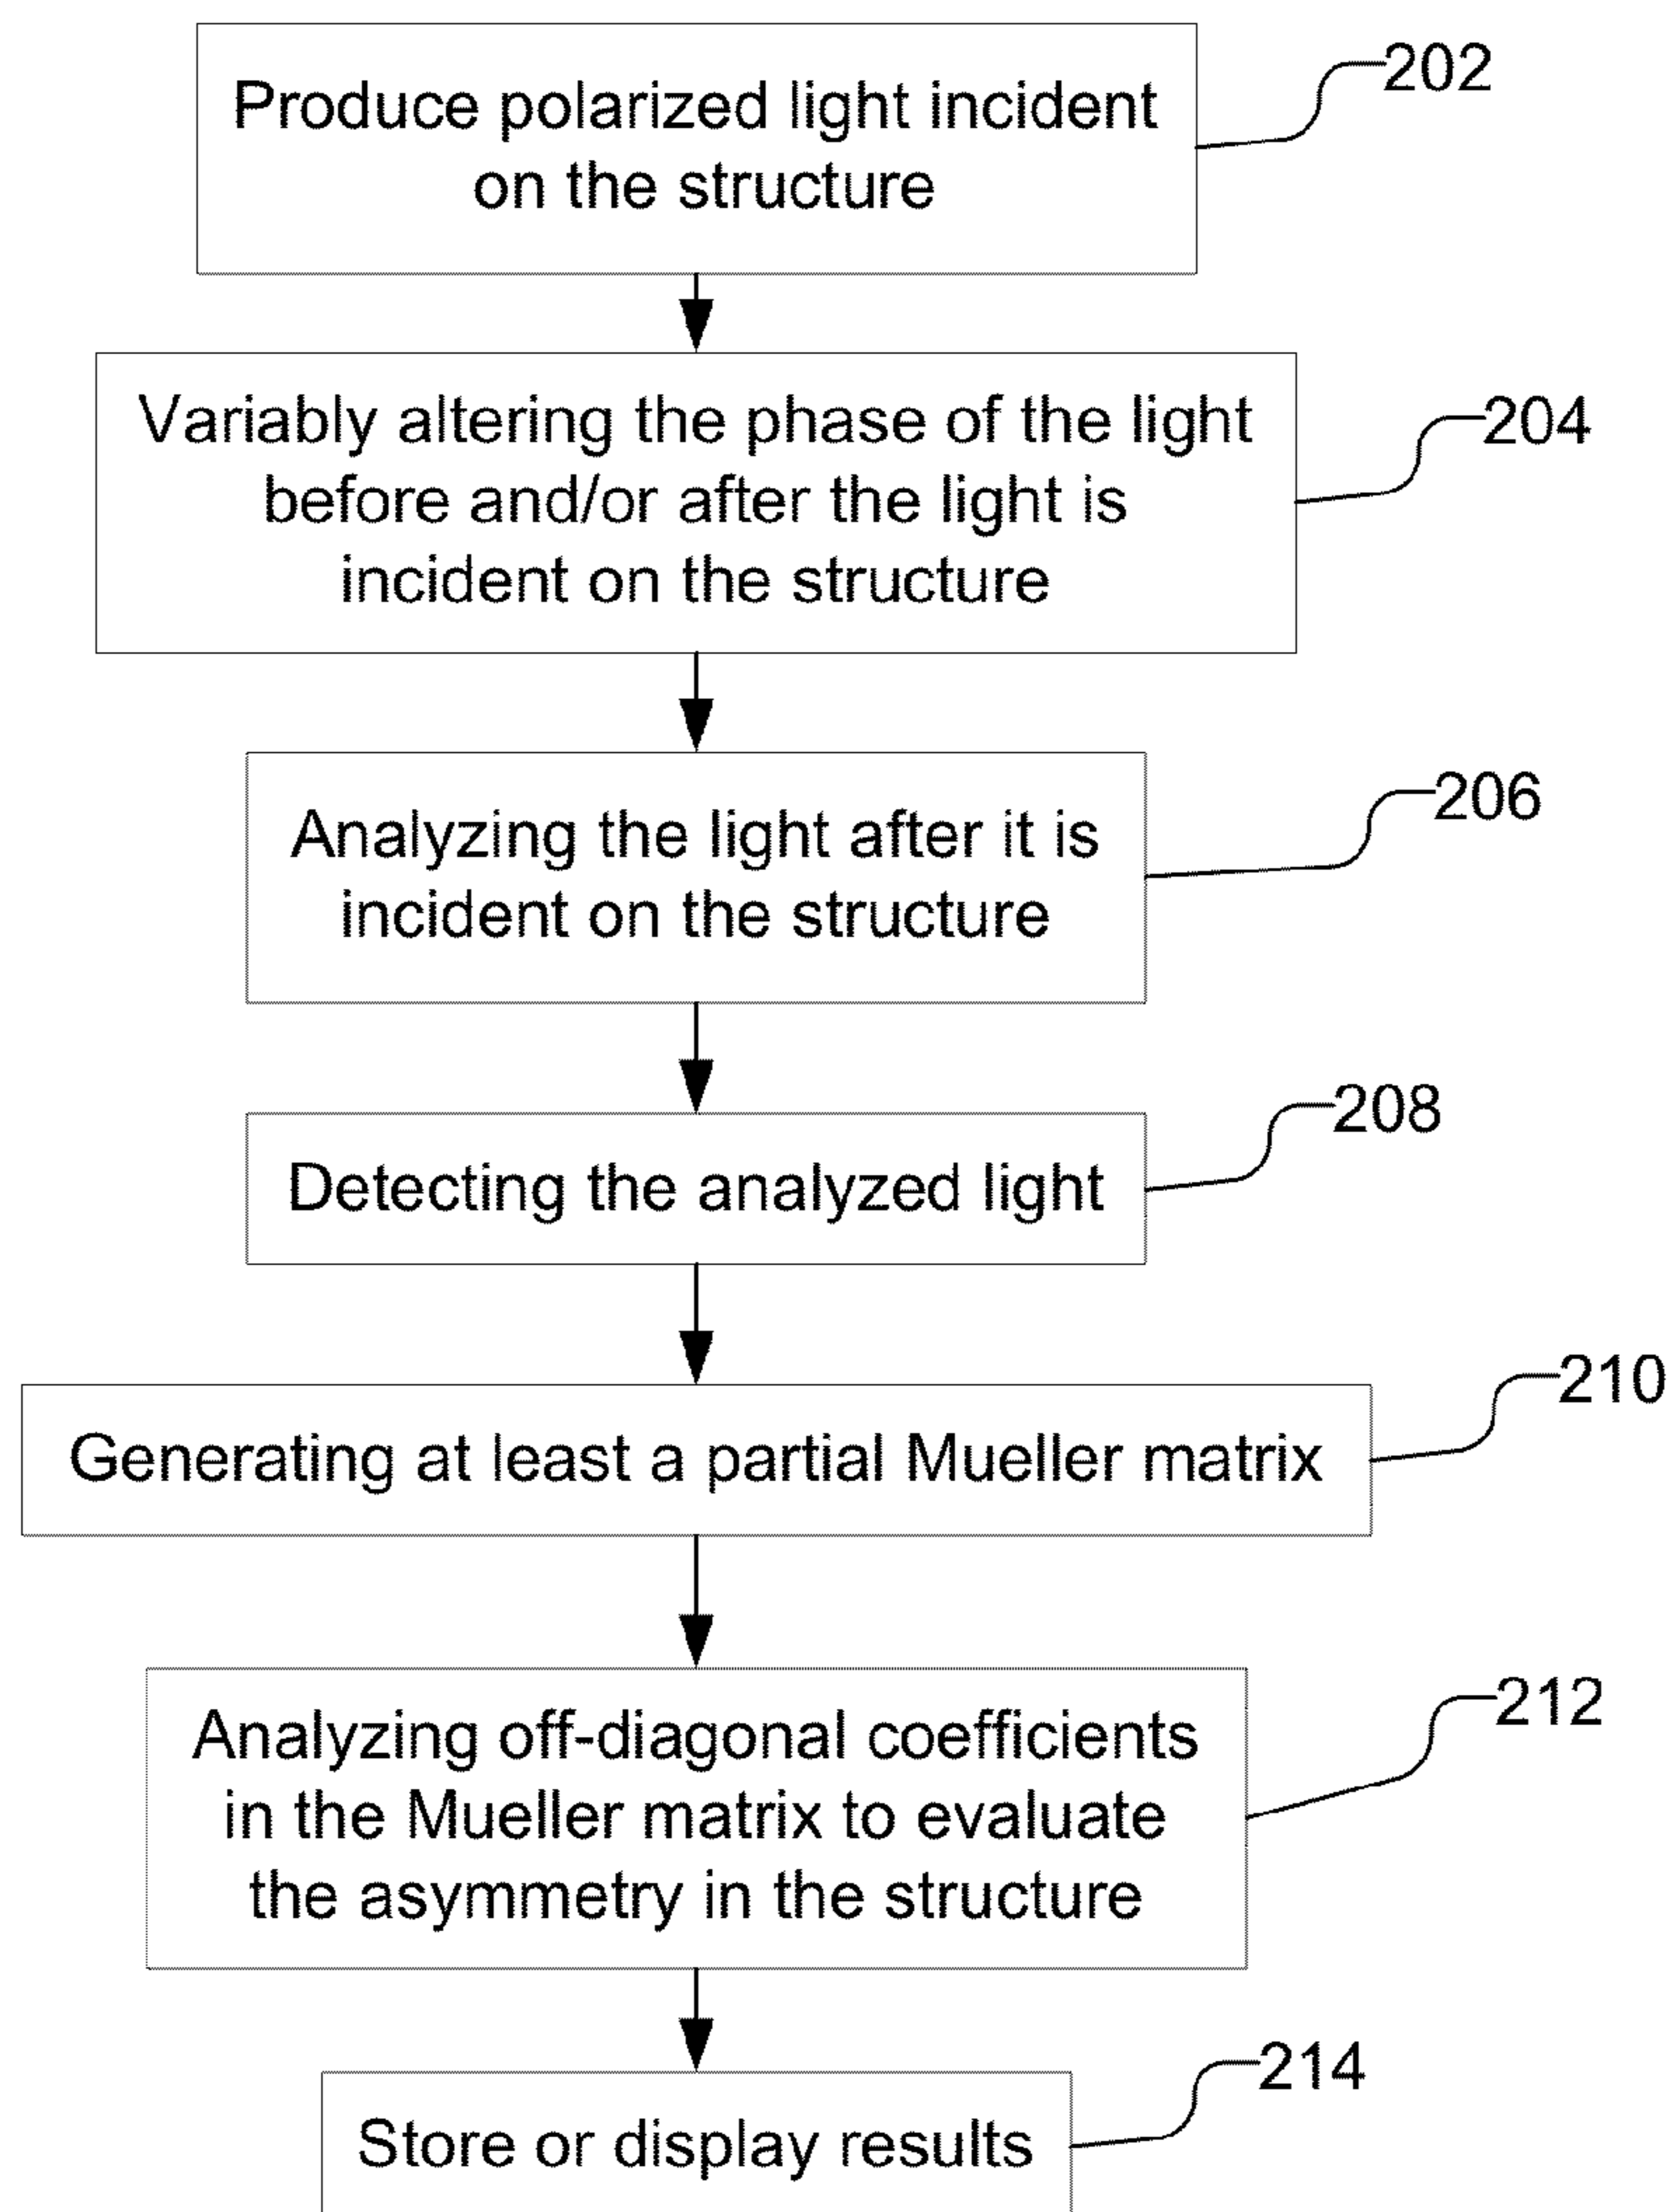 Produce polarized light incident
on the structure
202
Variably altering the phase of the light
before and/or after the light is
incident on the structure
204
Analyzing the light after it is
incident on the structure
206
Detecting the analyzed light
208
Generating at least a partial Mueller matrix
210
Analyzing off-diagonal coefficients
in the Mueller matrix to evaluate
the asymmetry in the structure
212
Store or display results
214